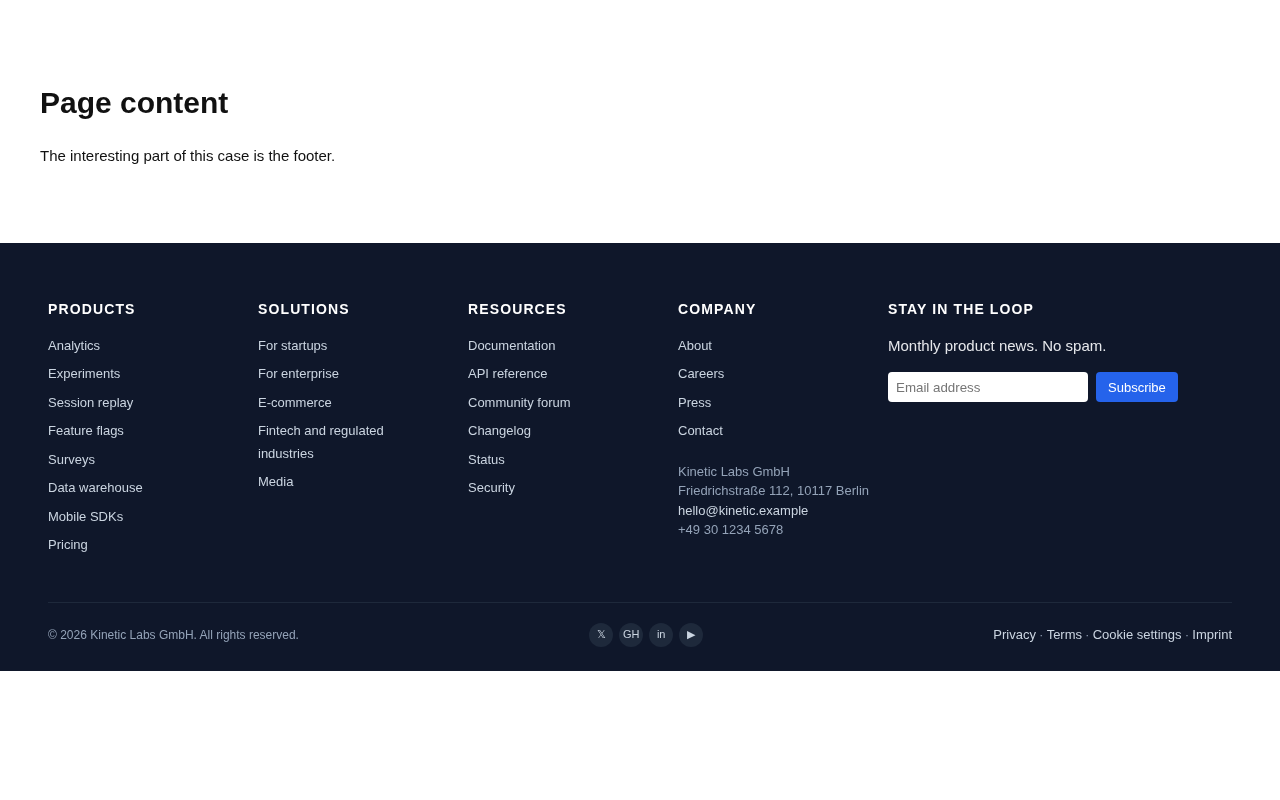 Page content
The interesting part of this case is the footer.
PRODUCTS
Analytics
Experiments
Session replay
Feature flags
Surveys
Data warehouse
Mobile SDKs
Pricing
SOLUTIONS
For startups
For enterprise
E-commerce
Fintech and regulated
industries
Media
RESOURCES
Documentation
API reference
Community forum
Changelog
Status
Security
COMPANY
About
Careers
Press
Contact
Kinetic Labs GmbH
Friedrichstraße 112, 10117 Berlin
hello@kinetic.example
+49 30 1234 5678
STAY IN THE LOOP
Monthly product news. No spam.
Email address Subscribe
© 2026 Kinetic Labs GmbH. All rights reserved.
𝕏 GH in ▶
Privacy · Terms · Cookie settings · Imprint